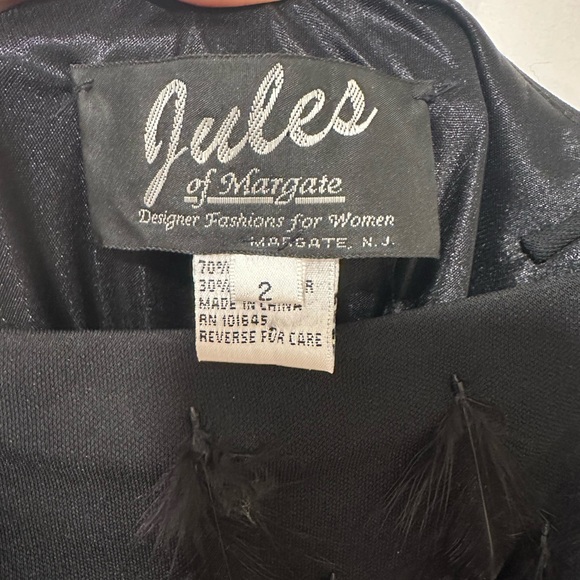 Jules
of Margate
Designer Fashions for Women
MARGATE, N.J.
70%
30% R
2
MADE IN CHINA
RN 101645
REVERSE FOR CARE